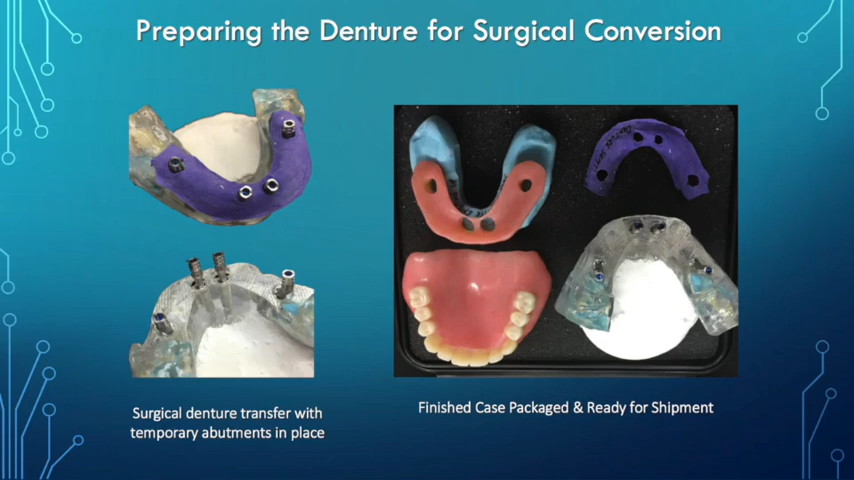 Preparing the Denture for Surgical Conversion
Surgical denture transfer with
temporary abutments in place
Finished Case Packaged & Ready for Shipment